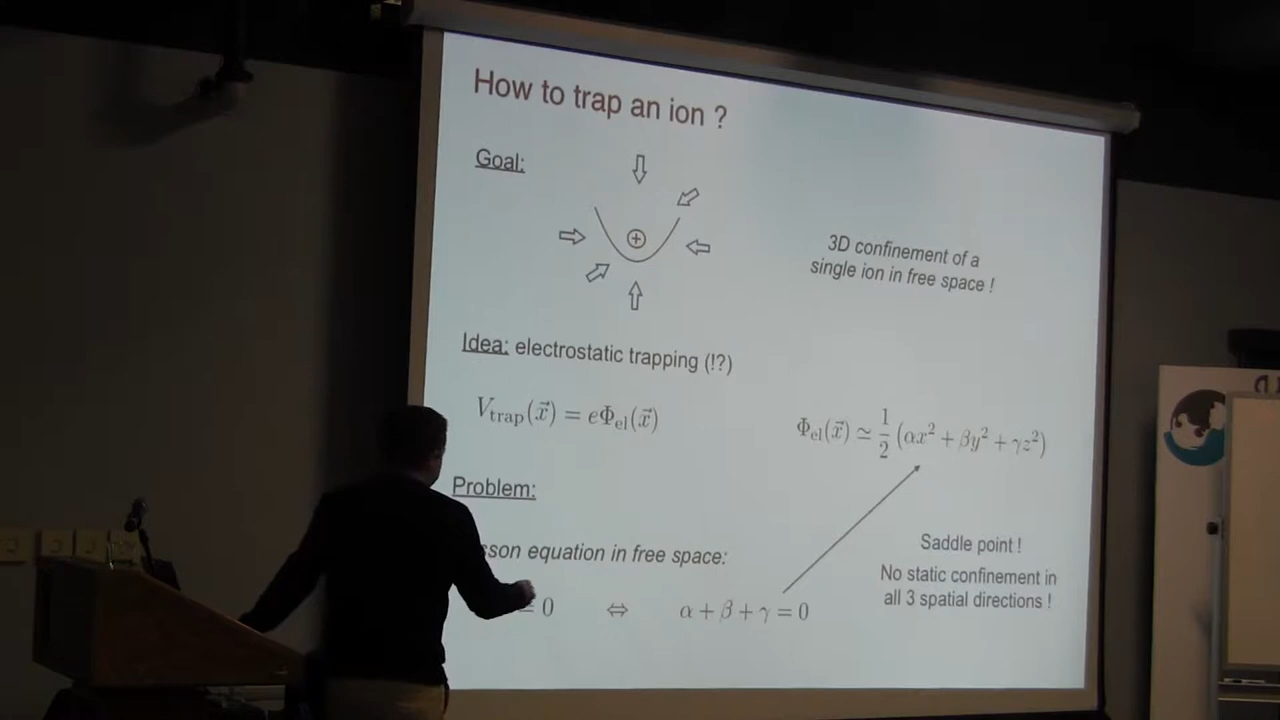 How to trap an ion ?
Goal:
3D confinement of a
single ion in free space !
Idea: electrostatic trapping (!?)
V_trap(x⃗) = eΦ_el(x⃗)
Φ_el(x⃗) ≃ 1/2 (αx² + βy² + γz²)
Problem:
sson equation in free space:
= 0 ⇔ α + β + γ = 0
Saddle point !
No static confinement in
all 3 spatial directions !